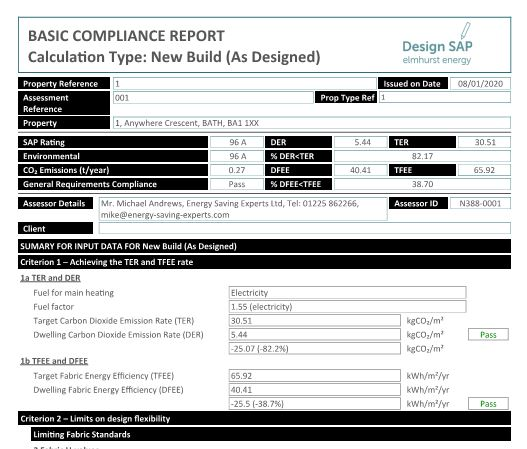 BASIC COMPLIANCE REPORT
Calculation Type: New Build (As Designed)
Design SAP
elmhurst energy
Property Reference 1 Issued on Date 08/01/2020
Assessment Reference 001 Prop Type Ref 1
Property 1, Anywhere Crescent, BATH, BA1 1XX
SAP Rating 96 A DER 5.44 TER 30.51
Environmental 96 A % DER<TER 82.17
CO₂ Emissions (t/year) 0.27 DFEE 40.41 TFEE 65.92
General Requirements Compliance Pass % DFEE<TFEE 38.70
Assessor Details Mr. Michael Andrews, Energy Saving Experts Ltd, Tel: 01225 862266, Assessor ID N388-0001
mike@energy-saving-experts.com
Client
SUMARY FOR INPUT DATA FOR New Build (As Designed)
Criterion 1 – Achieving the TER and TFEE rate
1a TER and DER
Fuel for main heating Electricity
Fuel factor 1.55 (electricity)
Target Carbon Dioxide Emission Rate (TER) 30.51 kgCO₂/m²
Dwelling Carbon Dioxide Emission Rate (DER) 5.44 kgCO₂/m² Pass
-25.07 (-82.2%) kgCO₂/m²
1b TFEE and DFEE
Target Fabric Energy Efficiency (TFEE) 65.92 kWh/m²/yr
Dwelling Fabric Energy Efficiency (DFEE) 40.41 kWh/m²/yr
-25.5 (-38.7%) kWh/m²/yr Pass
Criterion 2 – Limits on design flexibility
Limiting Fabric Standards